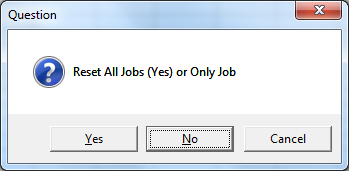 Question
Reset All Jobs (Yes) or Only Job
Yes
No
Cancel